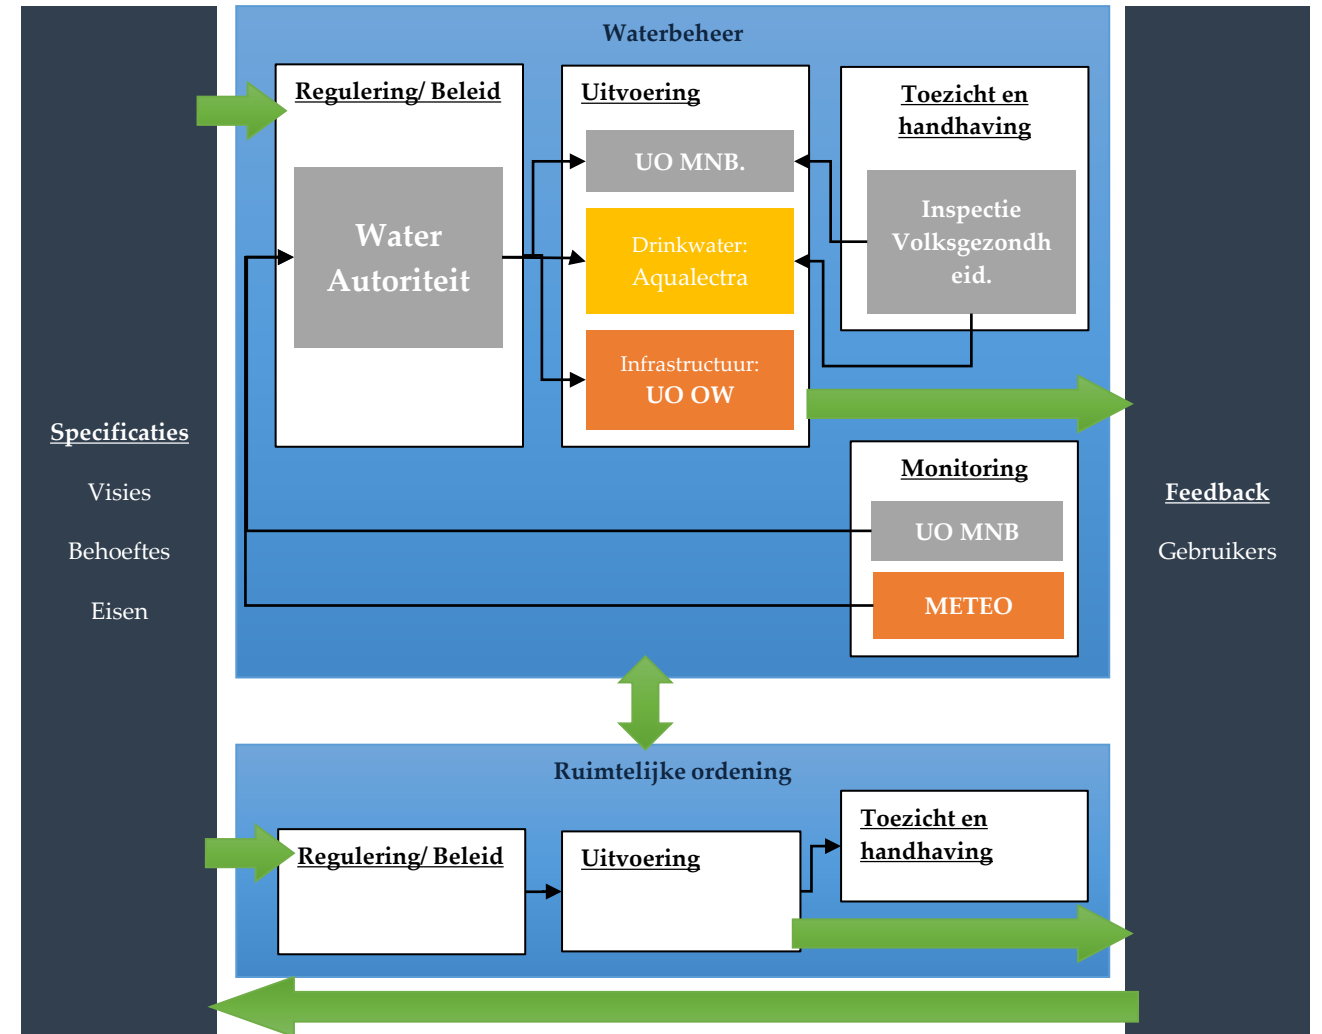 Waterbeheer
Regulering/ Beleid
Water
Autoriteit
Uitvoering
UO MNB.
Drinkwater:
Aqualectra
Infrastructuur:
UO OW
Toezicht en
handhaving
Inspectie
Volksgezondh
eid.
Monitoring
UO MNB
METEO
Specificaties
Visies
Behoeftes
Eisen
Feedback
Gebruikers
Ruimtelijke ordening
Regulering/ Beleid
Uitvoering
Toezicht en
handhaving